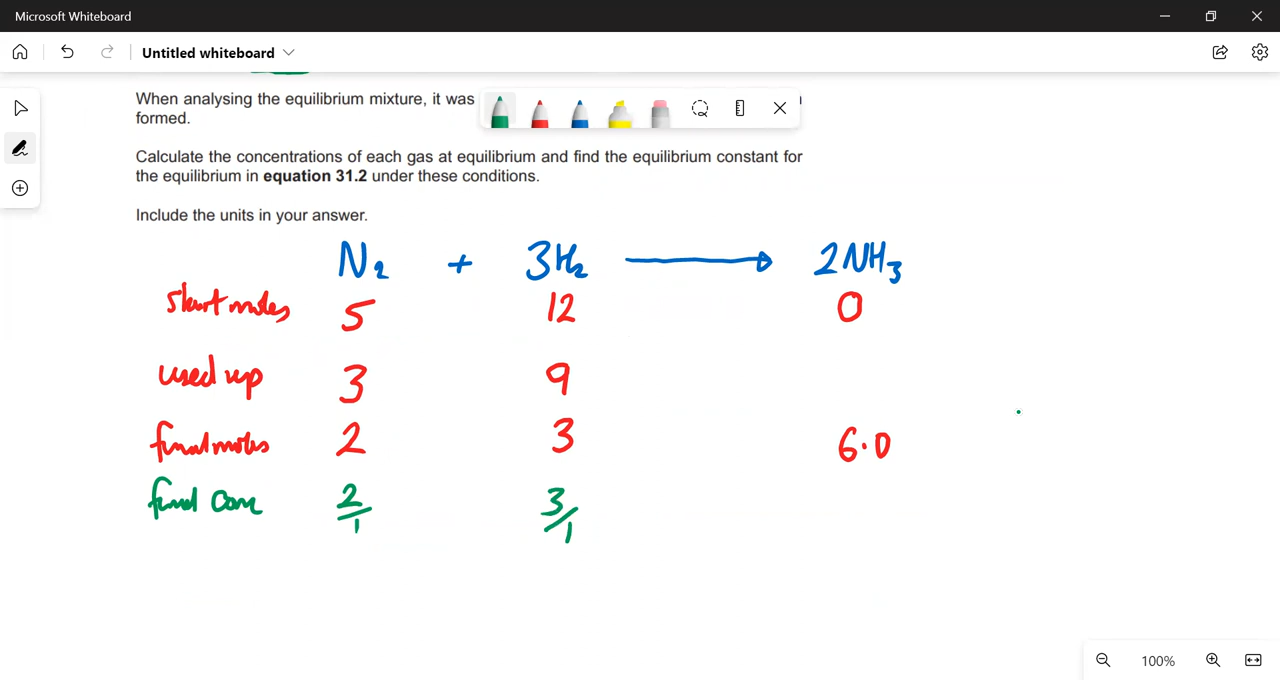 Microsoft Whiteboard
Untitled whiteboard
When analysing the equilibrium mixture, it was
formed.
Calculate the concentrations of each gas at equilibrium and find the equilibrium constant for
the equilibrium in equation 31.2 under these conditions.
Include the units in your answer.
N₂ + 3H₂ → 2NH₃
start moles 5 12 0
used up 3 9
final moles 2 3 6.0
final conc 2/1 3/1
100%